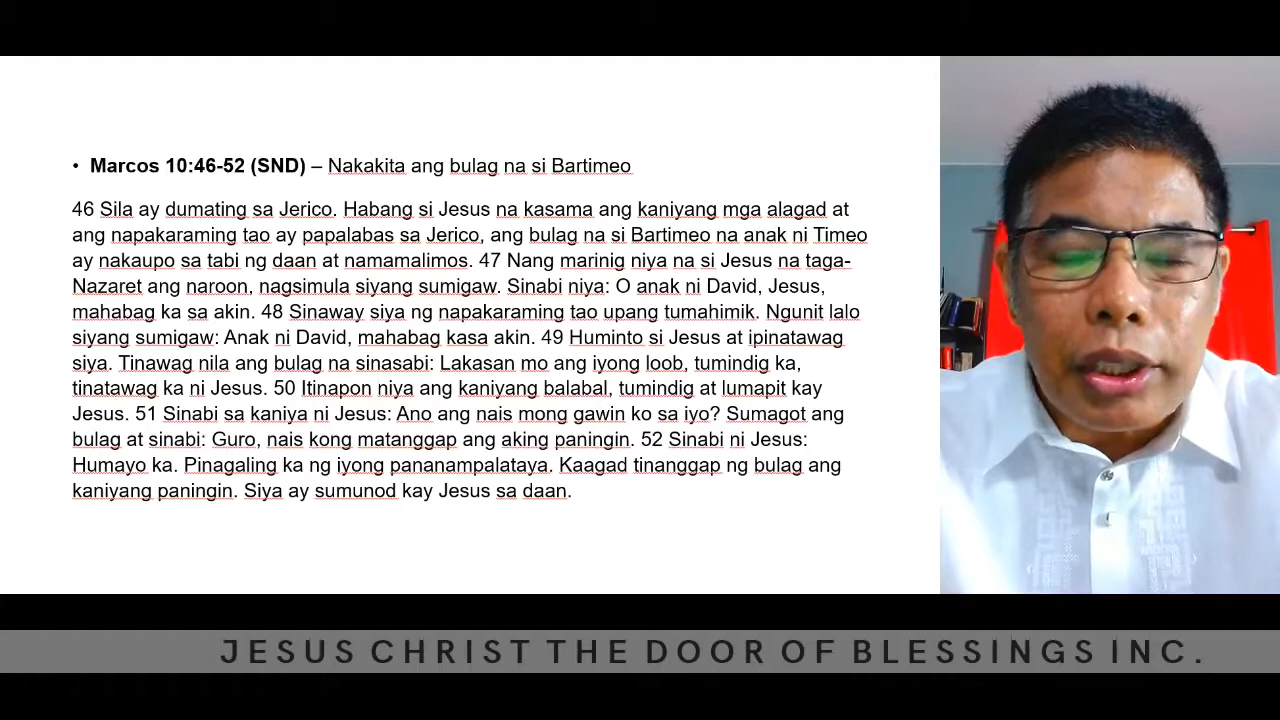 • Marcos 10:46-52 (SND) – Nakakita ang bulag na si Bartimeo
46 Sila ay dumating sa Jerico. Habang si Jesus na kasama ang kaniyang mga alagad at
ang napakaraming tao ay papalabas sa Jerico, ang bulag na si Bartimeo na anak ni Timeo
ay nakaupo sa tabi ng daan at namamalimos. 47 Nang marinig niya na si Jesus na taga-
Nazaret ang naroon, nagsimula siyang sumigaw. Sinabi niya: O anak ni David, Jesus,
mahabag ka sa akin. 48 Sinaway siya ng napakaraming tao upang tumahimik. Ngunit lalo
siyang sumigaw: Anak ni David, mahabag kasa akin. 49 Huminto si Jesus at ipinatawag
siya. Tinawag nila ang bulag na sinasabi: Lakasan mo ang iyong loob, tumindig ka,
tinatawag ka ni Jesus. 50 Itinapon niya ang kaniyang balabal, tumindig at lumapit kay
Jesus. 51 Sinabi sa kaniya ni Jesus: Ano ang nais mong gawin ko sa iyo? Sumagot ang
bulag at sinabi: Guro, nais kong matanggap ang aking paningin. 52 Sinabi ni Jesus:
Humayo ka. Pinagaling ka ng iyong pananampalataya. Kaagad tinanggap ng bulag ang
kaniyang paningin. Siya ay sumunod kay Jesus sa daan.
JESUS CHRIST THE DOOR OF BLESSINGS INC.